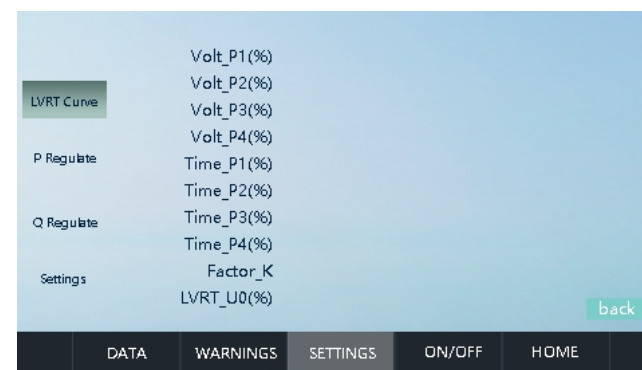 Volt_P1(%)
Volt_P2(%)
LVRT Curve
Volt_P3(%)
Volt_P4(%)
P Regulate
Time_P1(%)
Time_P2(%)
Q Regulate
Time_P3(%)
Time_P4(%)
Settings
Factor_K
LVRT_U0(%)
back
DATA WARNINGS SETTINGS ON/OFF HOME